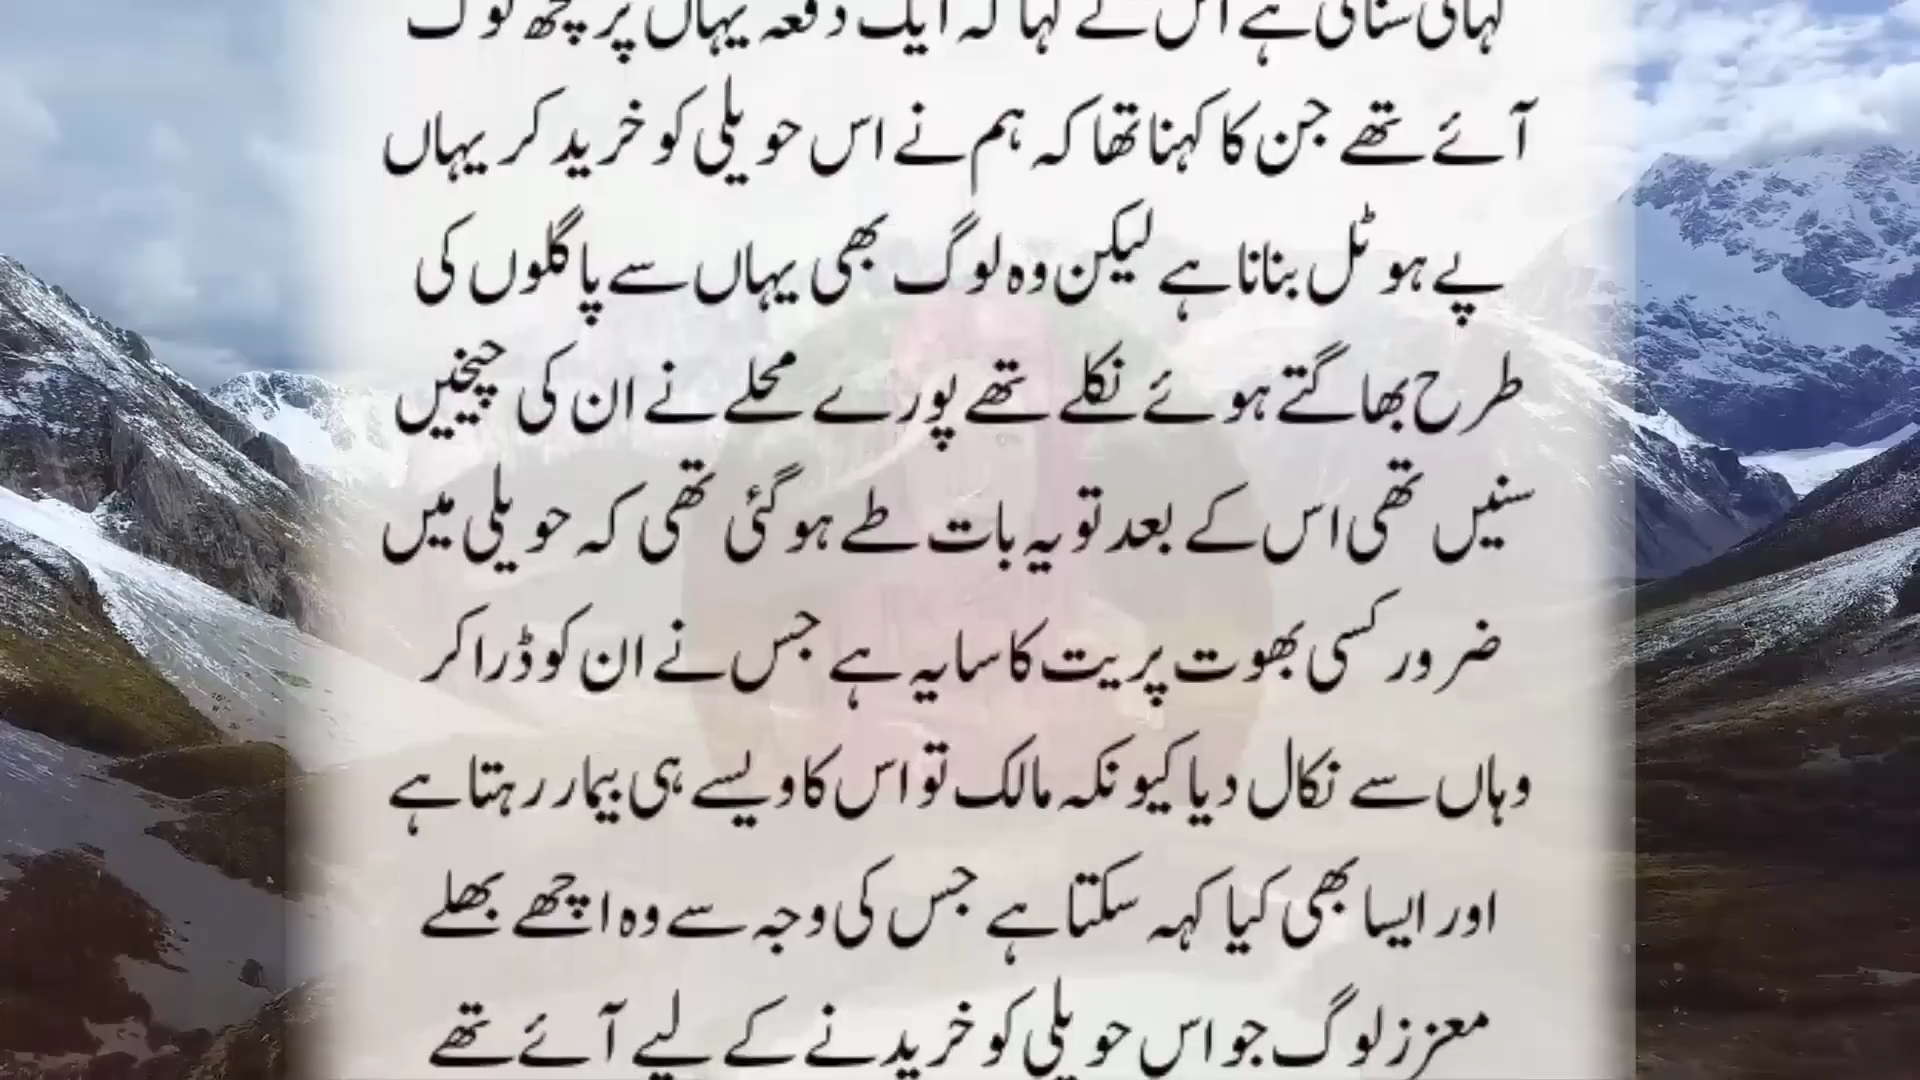 کہانی سنائی ہے اس نے کہا کہ ایک دفعہ یہاں پر کچھ لوگ
آئے تھے جن کا کہنا تھا کہ ہم نے اس حویلی کو خرید کر یہاں
پے ہوٹل بنانا ہے لیکن وہ لوگ بھی یہاں سے پاگلوں کی
طرح بھاگتے ہوئے نکلے تھے پورے محلے نے ان کی چیخیں
سنیں تھی اس کے بعد تو یہ بات طے ہو گئی تھی کہ حویلی میں
ضرور کسی بھوت پریت کا سایہ ہے جس نے ان کو ڈرا کر
وہاں سے نکال دیا کیونکہ مالک تو اس کا ویسے ہی بیمار رہتا ہے
اور ایسا بھی کیا کہہ سکتا ہے جس کی وجہ سے وہ اچھے بھلے
معزز لوگ جو اس حویلی کو خریدنے کے لیے آئے تھے